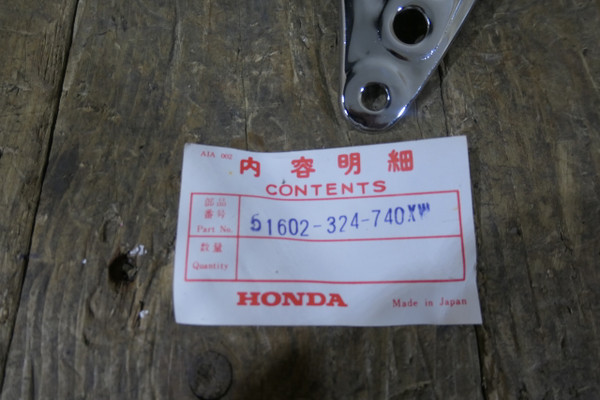 AIA 002
内容明細
CONTENTS
部品
番号
Part No.
51602-324-740XW
数量
Quantity
HONDA
Made in Japan